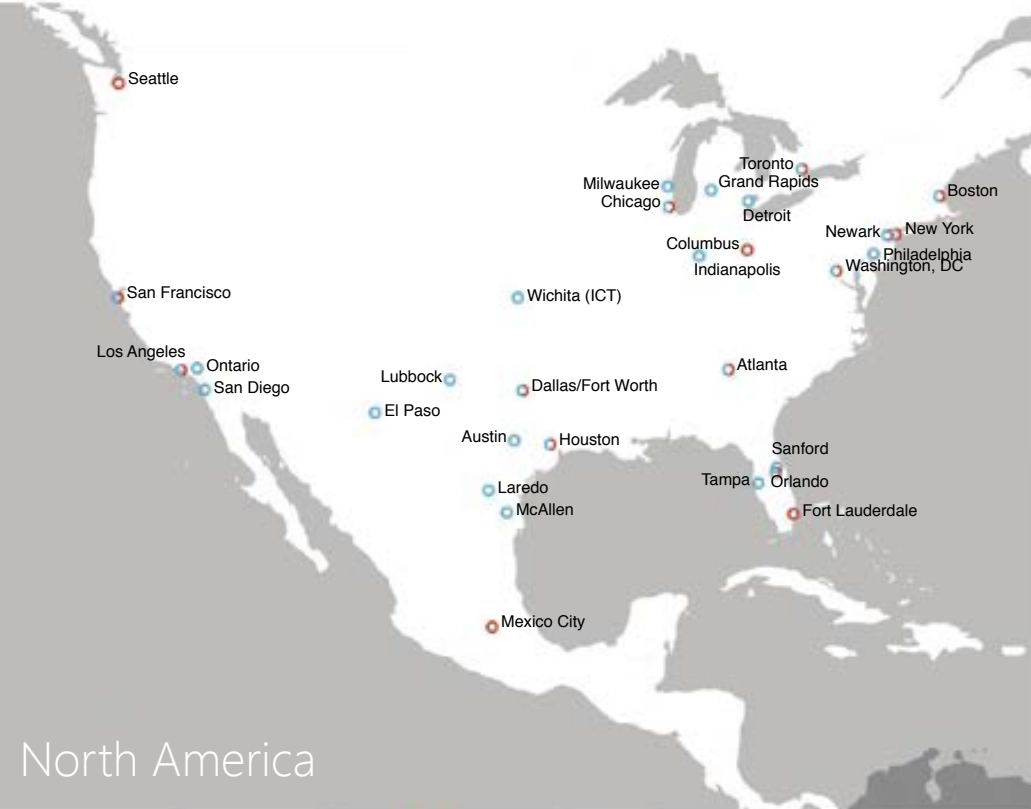 Seattle
Toronto
Grand Rapids
Milwaukee
Chicago
Detroit
Boston
Newark
New York
Columbus
Philadelphia
Washington, DC
Indianapolis
San Francisco
Wichita (ICT)
Los Angeles
Ontario
San Diego
Lubbock
Dallas/Fort Worth
Atlanta
El Paso
Austin
Houston
Sanford
Tampa
Orlando
Laredo
McAllen
Fort Lauderdale
Mexico City
North America